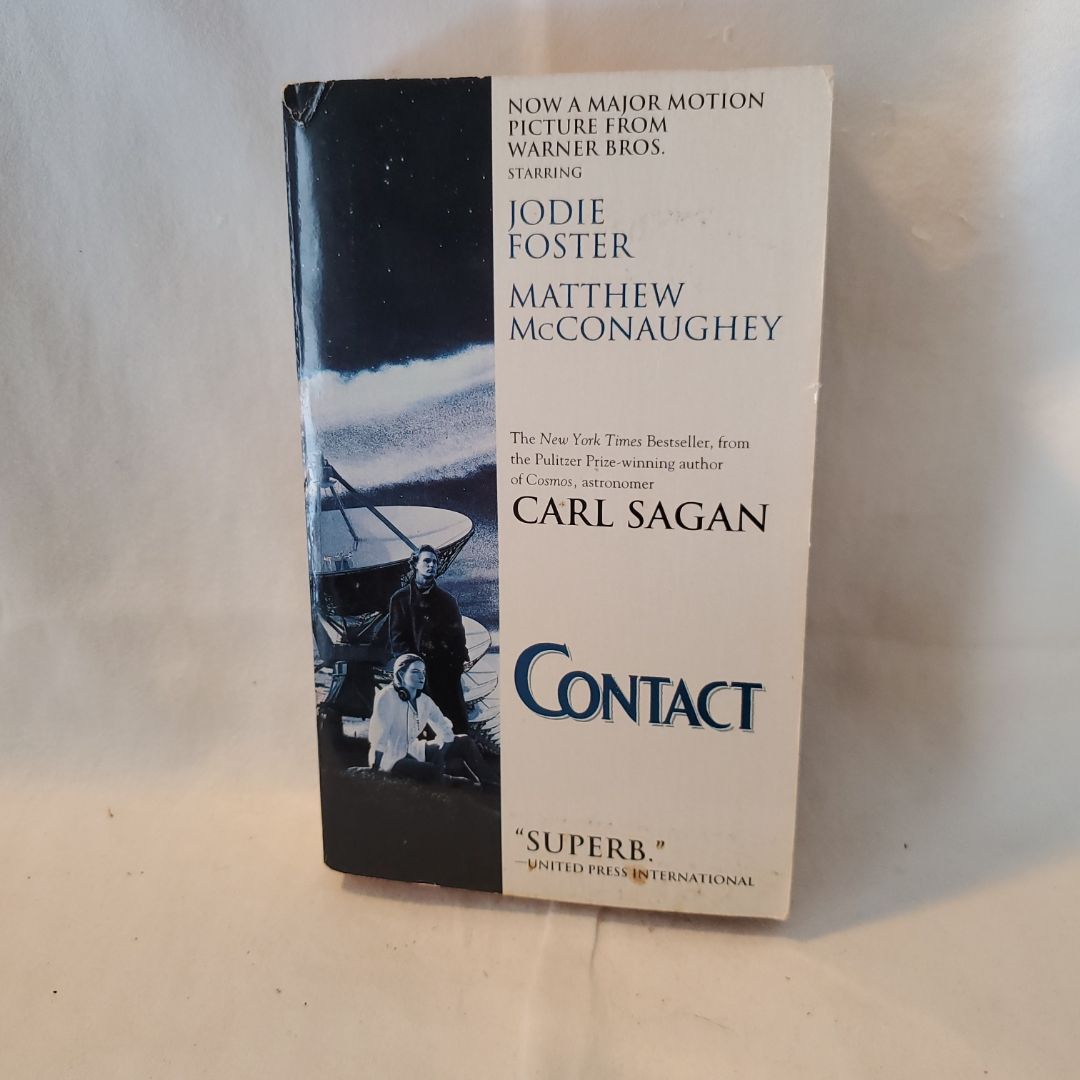 NOW A MAJOR MOTION
PICTURE FROM
WARNER BROS.
STARRING
JODIE
FOSTER
MATTHEW
McCONAUGHEY
The New York Times Bestseller, from
the Pulitzer Prize-winning author
of Cosmos, astronomer
CARL SAGAN
CONTACT
“SUPERB.”
—UNITED PRESS INTERNATIONAL